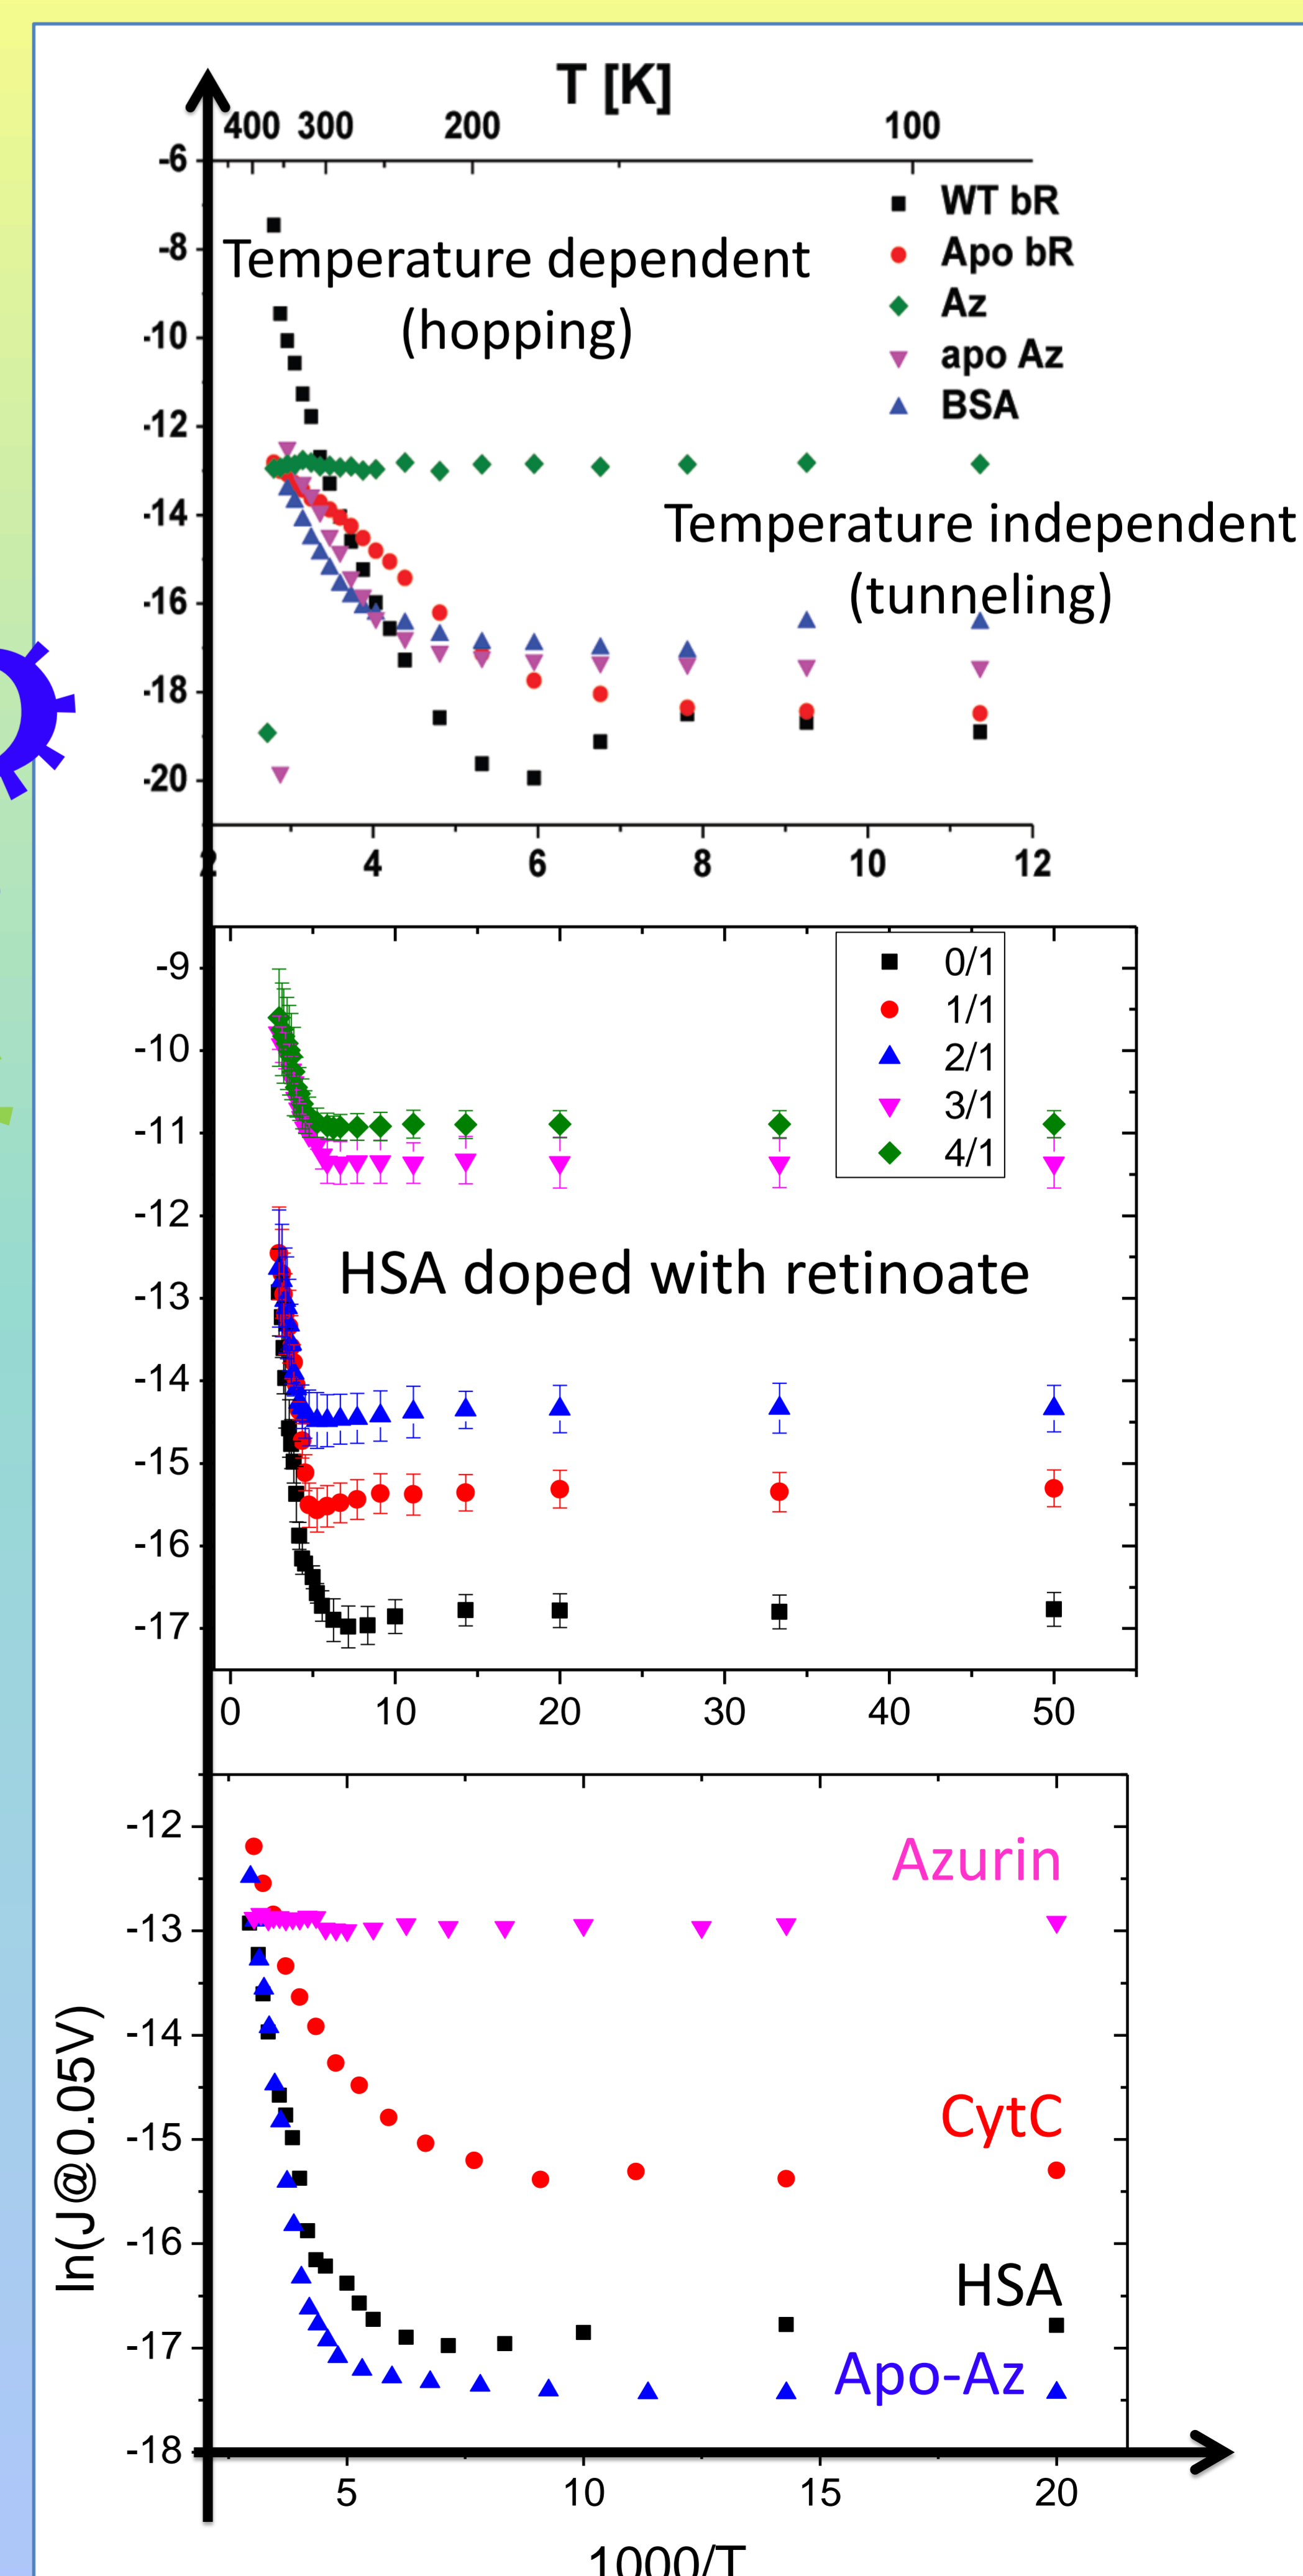 T [K]
400 300 200 100
-6
WT bR
-8
Apo bR
Temperature dependent
Az
(hopping)
-10
apo Az
BSA
-12
-14
Temperature independent
-16
(tunneling)
-18
-20
2 4 6 8 10 12
-9
0/1
1/1
-10
2/1
3/1
-11
4/1
-12
HSA doped with retinoate
-13
-14
-15
-16
-17
0 10 20 30 40 50
-12
Azurin
-13
-14
ln(J@0.05V)
CytC
-15
-16
HSA
-17
Apo-Az
-18
5 10 15 20
1000/T